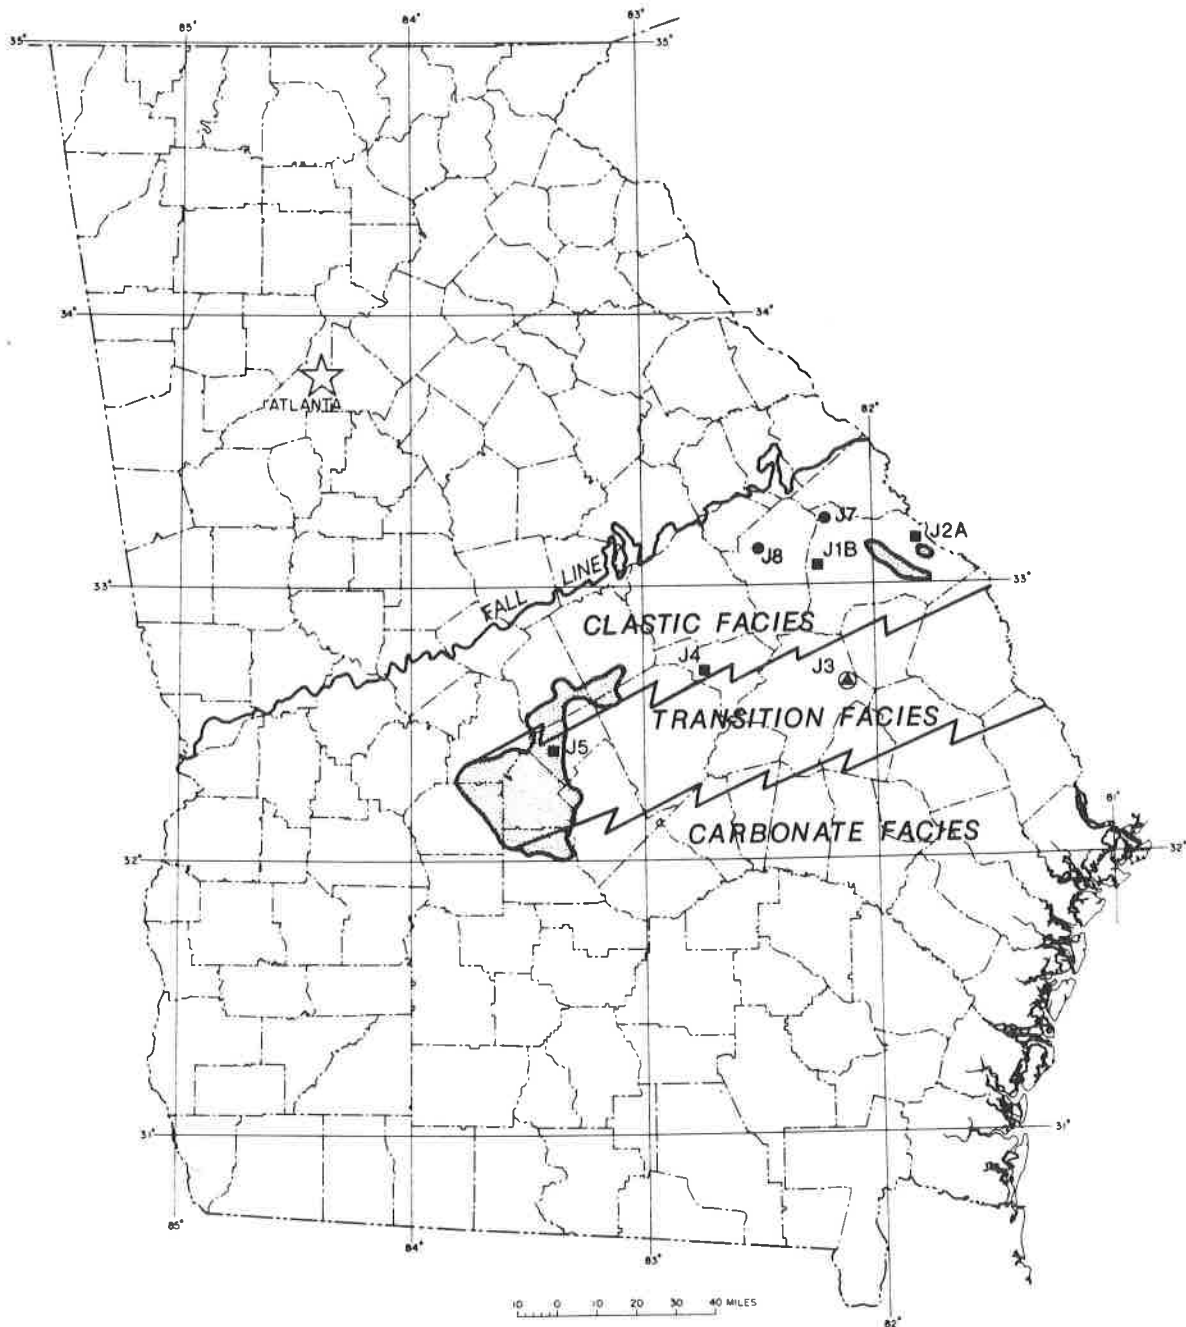 85°
84°
83°
35°
35°
34°
34°
ATLANTA
82°
J7
J2A
J8
J1B
FALL LINE
33°
33°
CLASTIC FACIES
J4
J3
TRANSITION FACIES
J5
CARBONATE FACIES
81°
32°
32°
31°
31°
85°
84°
83°
82°
10 0 10 20 30 40 MILES